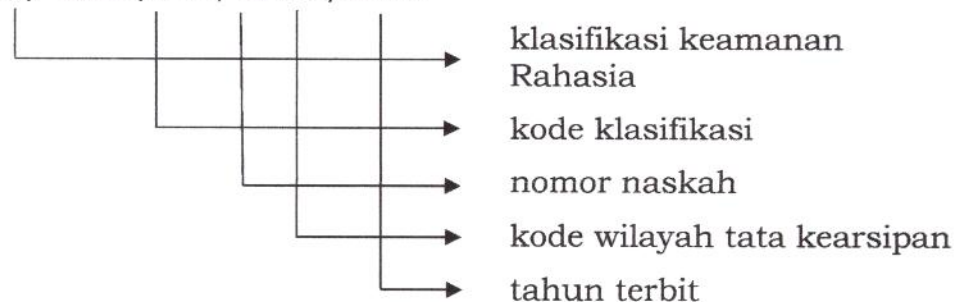 klasifikasi keamanan
Rahasia
kode klasifikasi
nomor naskah
kode wilayah tata kearsipan
tahun terbit